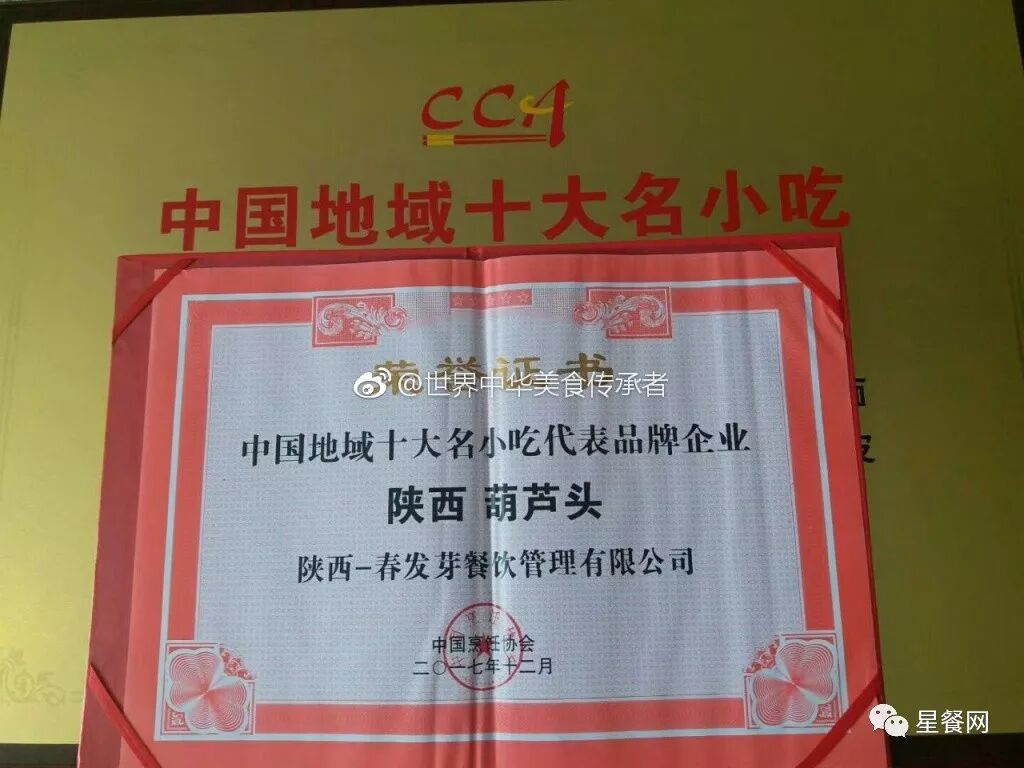 CCA
中国地域十大名小吃
荣誉证书
@世界中华美食传承者
中国地域十大名小吃代表品牌企业
陕西 葫芦头
陕西-春发芽餐饮管理有限公司
中国烹饪协会
二〇一七年十二月
星餐网